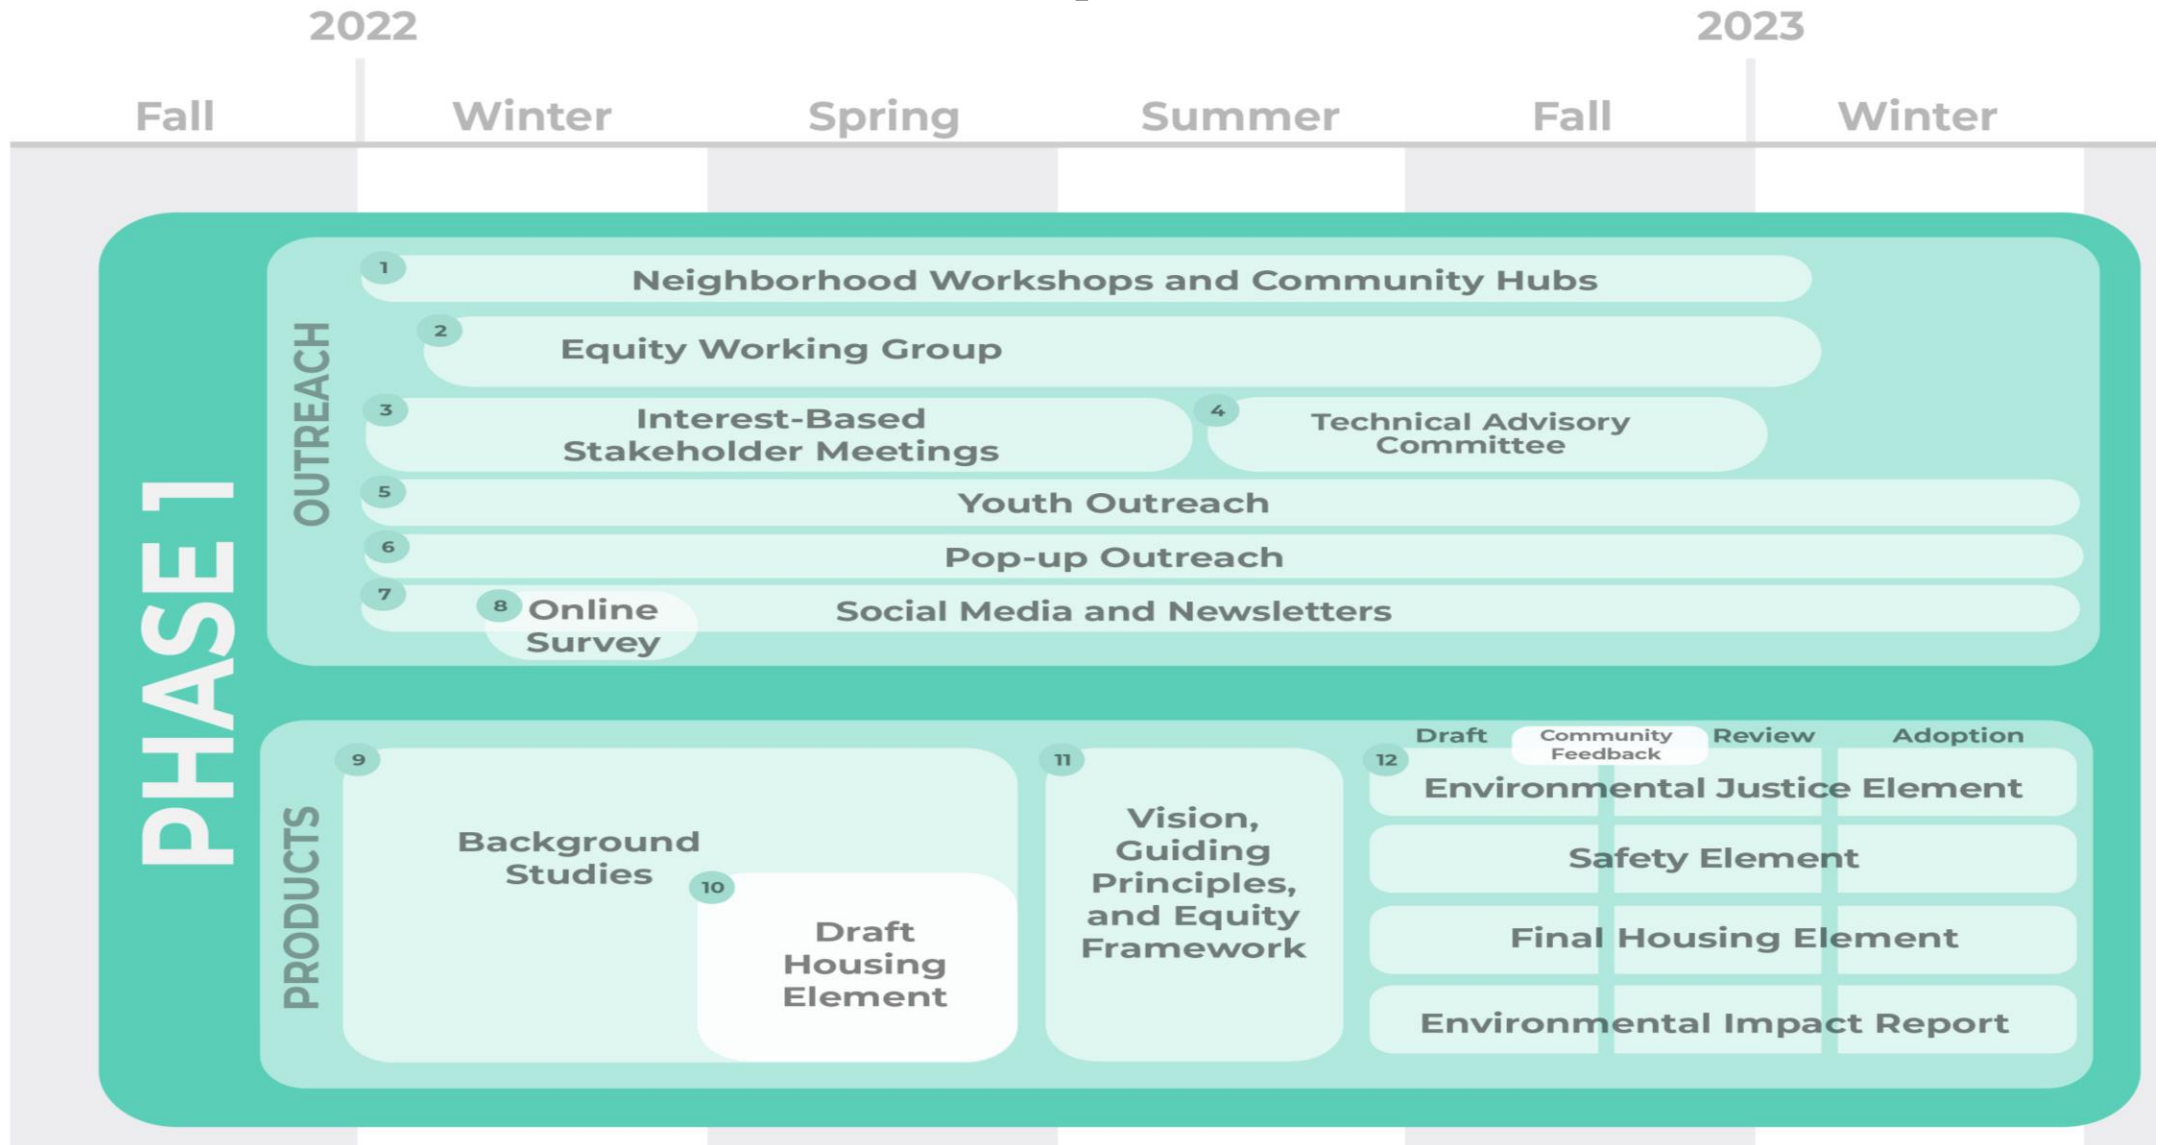 2022
2023
Fall
Winter
Spring
Summer
Fall
Winter
PHASE 1
OUTREACH
1
Neighborhood Workshops and Community Hubs
2
Equity Working Group
3
Interest-Based
Stakeholder Meetings
4
Technical Advisory
Committee
5
Youth Outreach
6
Pop-up Outreach
7
8
Online
Survey
Social Media and Newsletters
PRODUCTS
9
Background
Studies
10
Draft
Housing
Element
11
Vision,
Guiding
Principles,
and Equity
Framework
12
Draft
Community
Feedback
Review
Adoption
Environmental Justice Element
Safety Element
Final Housing Element
Environmental Impact Report